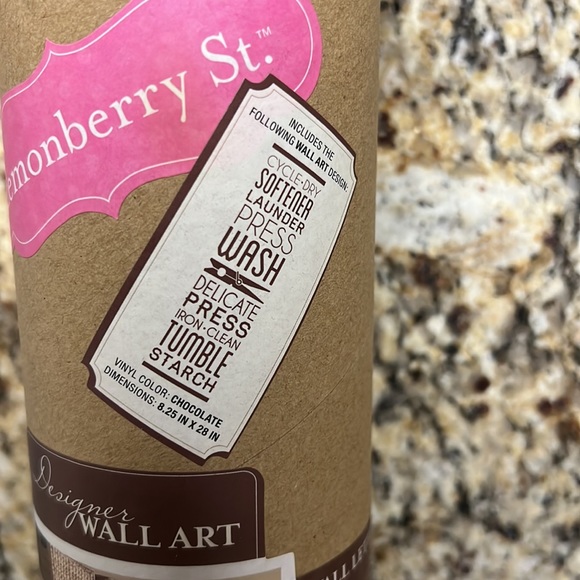 emonberry St.™
INCLUDES THE
FOLLOWING WALL ART DESIGN:
CYCLE·DRY
SOFTENER
LAUNDER
PRESS
WASH
DELICATE
PRESS
IRON·CLEAN
TUMBLE
STARCH
VINYL COLOR: CHOCOLATE
DIMENSIONS: 8.25 IN X 28 IN
Designer
WALL ART